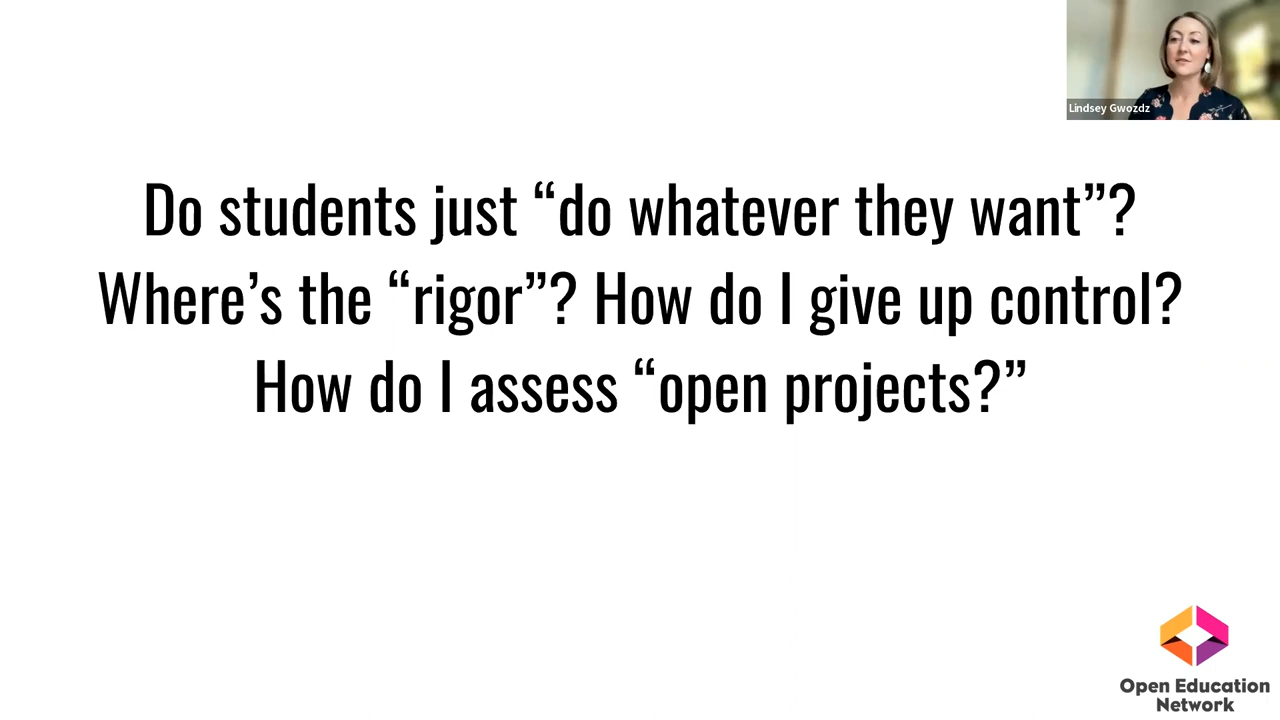 Lindsey Gwozdz
Do students just “do whatever they want”?
Where’s the “rigor”? How do I give up control?
How do I assess “open projects?”
Open Education
Network